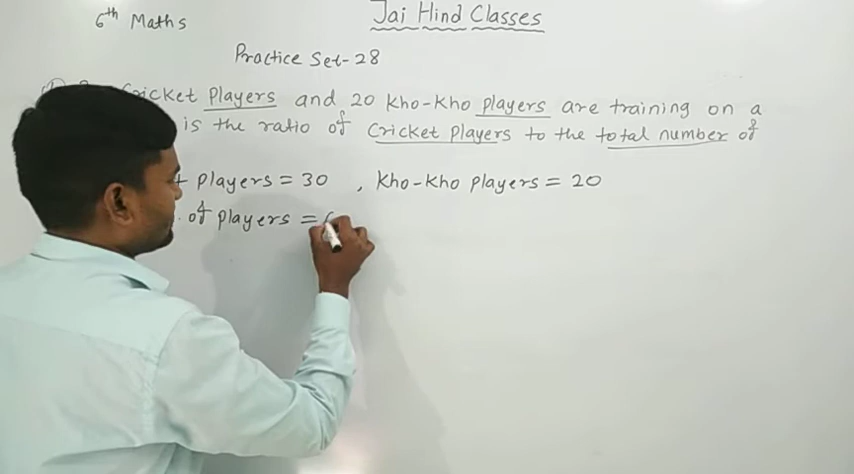 6th Maths
Jai Hind Classes
Practice Set-28
cricket players and 20 kho-kho players are training on a
is the ratio of cricket players to the total number of
players = 30 , kho-kho players = 20
of players =